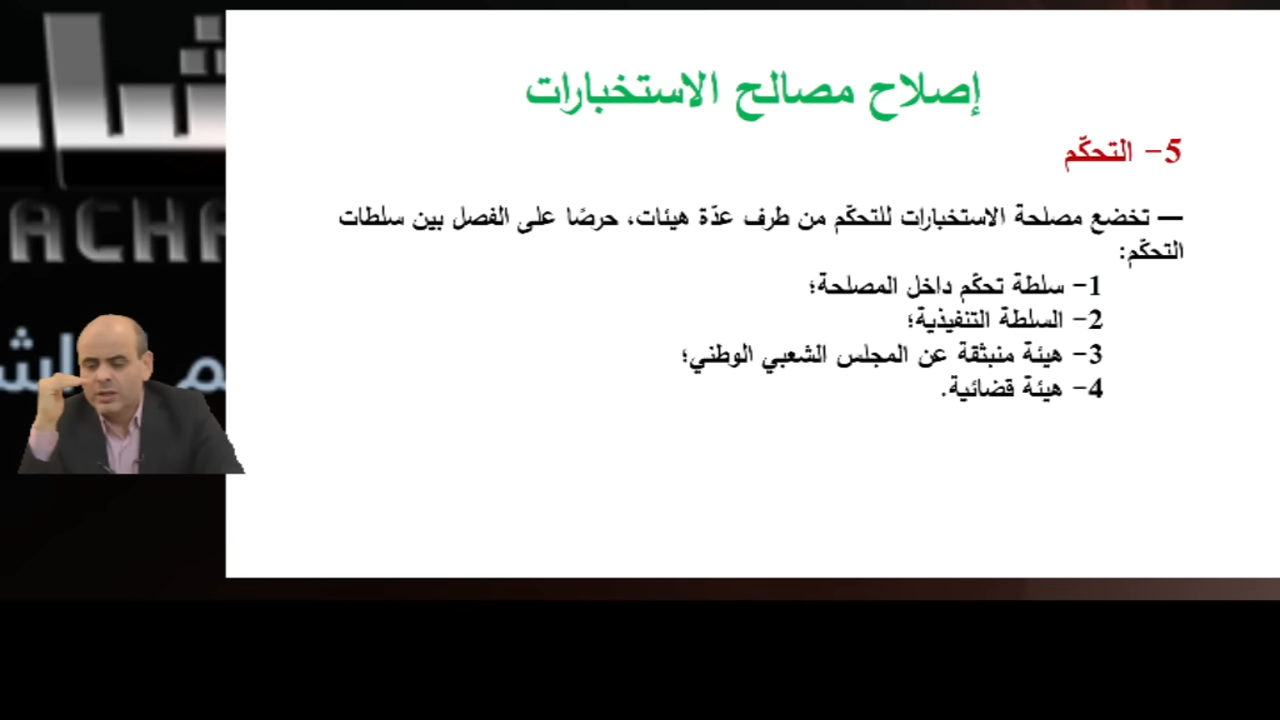 إصلاح مصالح الاستخبارات
5- التحكّم
— تخضع مصلحة الاستخبارات للتحكّم من طرف عدّة هيئات، حرصًا على الفصل بين سلطات
التحكّم:
1- سلطة تحكّم داخل المصلحة؛
2- السلطة التنفيذية؛
3- هيئة منبثقة عن المجلس الشعبي الوطني؛
4- هيئة قضائية.
ACHA